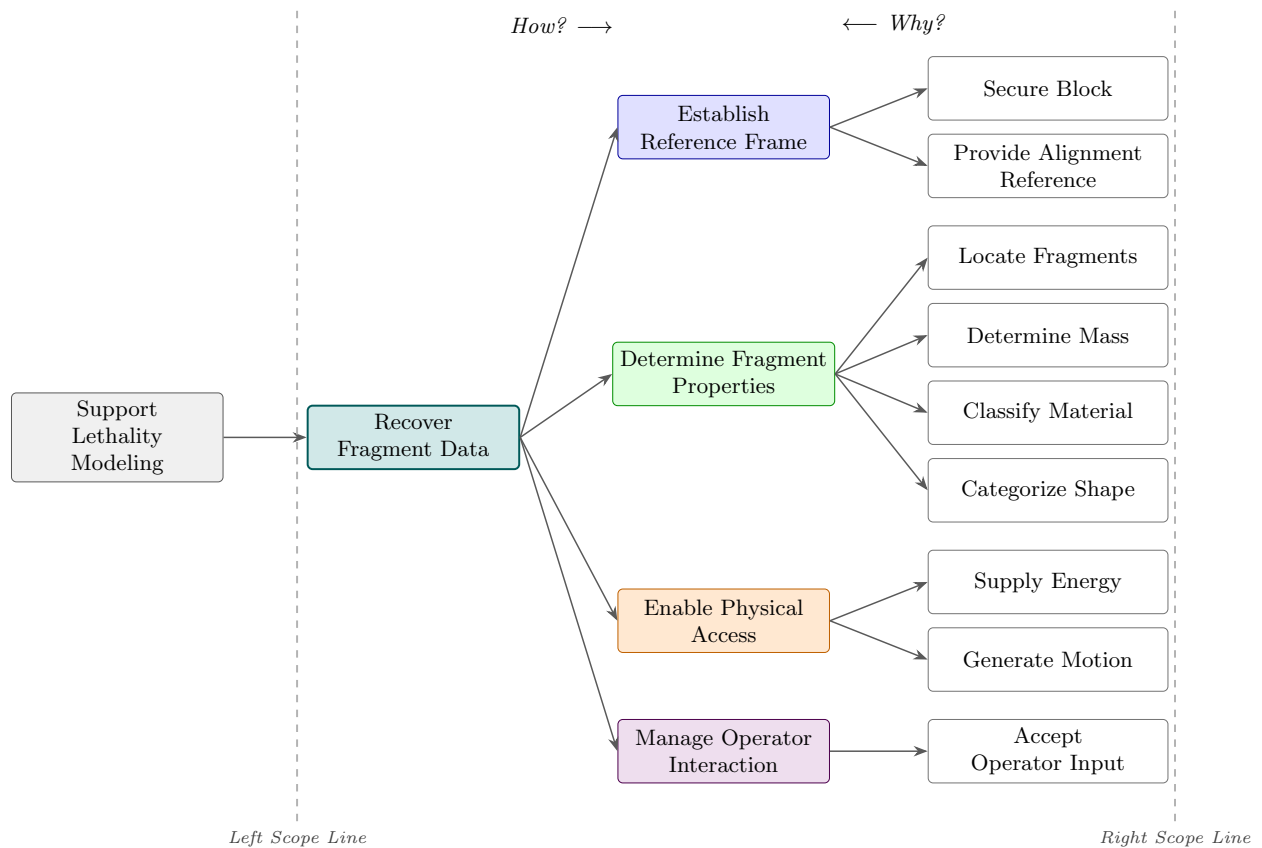 How? ⟶
⟵ Why?
Support
Lethality
Modeling
Recover
Fragment Data
Establish
Reference Frame
Determine Fragment
Properties
Enable Physical
Access
Manage Operator
Interaction
Secure Block
Provide Alignment
Reference
Locate Fragments
Determine Mass
Classify Material
Categorize Shape
Supply Energy
Generate Motion
Accept
Operator Input
Left Scope Line
Right Scope Line